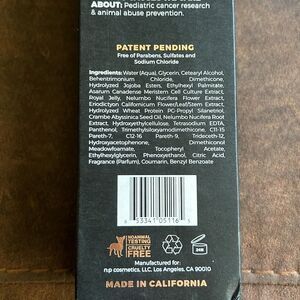 ABOUT: Pediatric cancer research
& animal abuse prevention.
PATENT PENDING
Free of Parabens, Sulfates and
Sodium Chloride
Ingredients: Water (Aqua), Glycerin, Cetearyl Alcohol,
Behentrimonium Chloride, Dimethicone,
Hydrolyzed Jojoba Esters, Ethylhexyl Palmitate,
Asarum Canadense Meristem Cell Culture Extract,
Royal Jelly, Nelumbo Nucifera Flower Extract,
Eriodictyon Californicum Flower/Leaf/Stem Extract,
Hydrolyzed Wheat Protein PG-Propyl Silanetriol,
Crambe Abyssinica Seed Oil, Nelumbo Nucifera Root
Extract, Hydroxyethylcellulose, Tetrasodium EDTA,
Panthenol, Trimethylsiloxyamodimethicone, C11-15
Pareth-7, C12-16 Pareth-9, Trideceth-12,
Hydroxyacetophenone, Dimethiconol
Meadowfoamate, Tocopheryl Acetate,
Ethylhexylglycerin, Phenoxyethanol, Citric Acid,
Fragrance (Parfum), Coumarin, Benzyl Benzoate
53341 05116
NO ANIMAL
TESTING
CRUELTY
FREE
24M
Manufactured for:
n.p cosmetics, LLC. Los Angeles, CA 90010
MADE IN CALIFORNIA